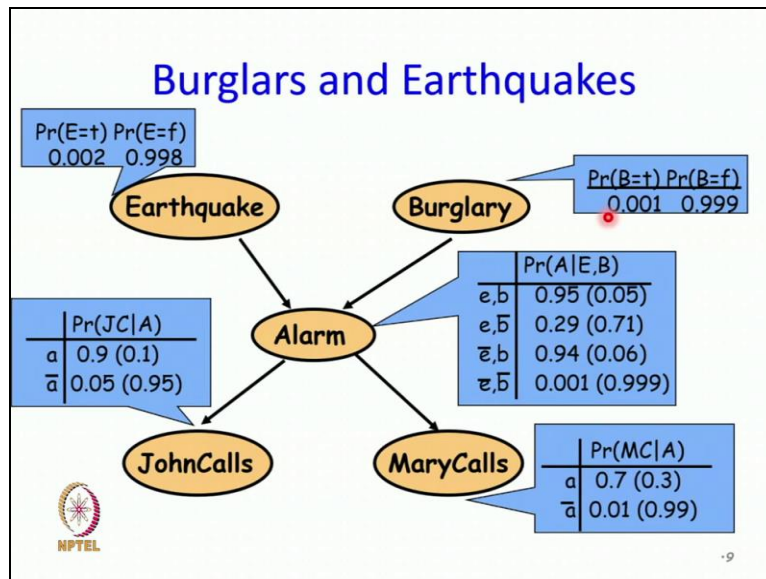 Burglars and Earthquakes
Pr(E=t) Pr(E=f)
0.002 0.998
Pr(B=t) Pr(B=f)
0.001 0.999
Earthquake
Burglary
Pr(A|E,B)
e,b 0.95 (0.05)
e,b̅ 0.29 (0.71)
e̅,b 0.94 (0.06)
e̅,b̅ 0.001 (0.999)
Pr(JC|A)
a 0.9 (0.1)
a̅ 0.05 (0.95)
Alarm
JohnCalls
MaryCalls
Pr(MC|A)
a 0.7 (0.3)
a̅ 0.01 (0.99)
NPTEL
·9